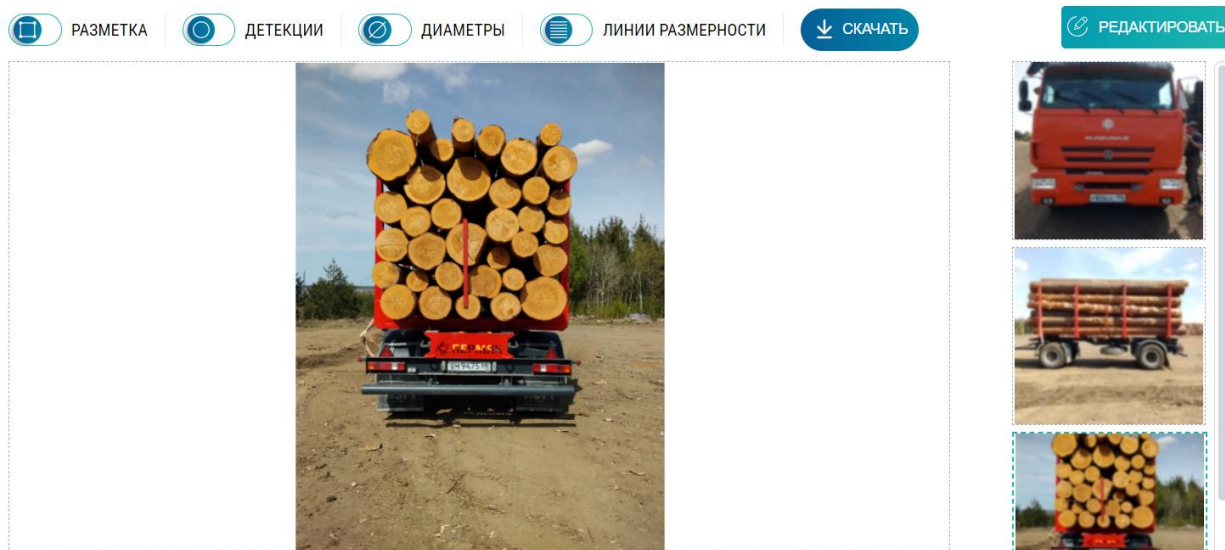 РАЗМЕТКА
ДЕТЕКЦИИ
ДИАМЕТРЫ
ЛИНИИ РАЗМЕРНОСТИ
СКАЧАТЬ
РЕДАКТИРОВАТЬ